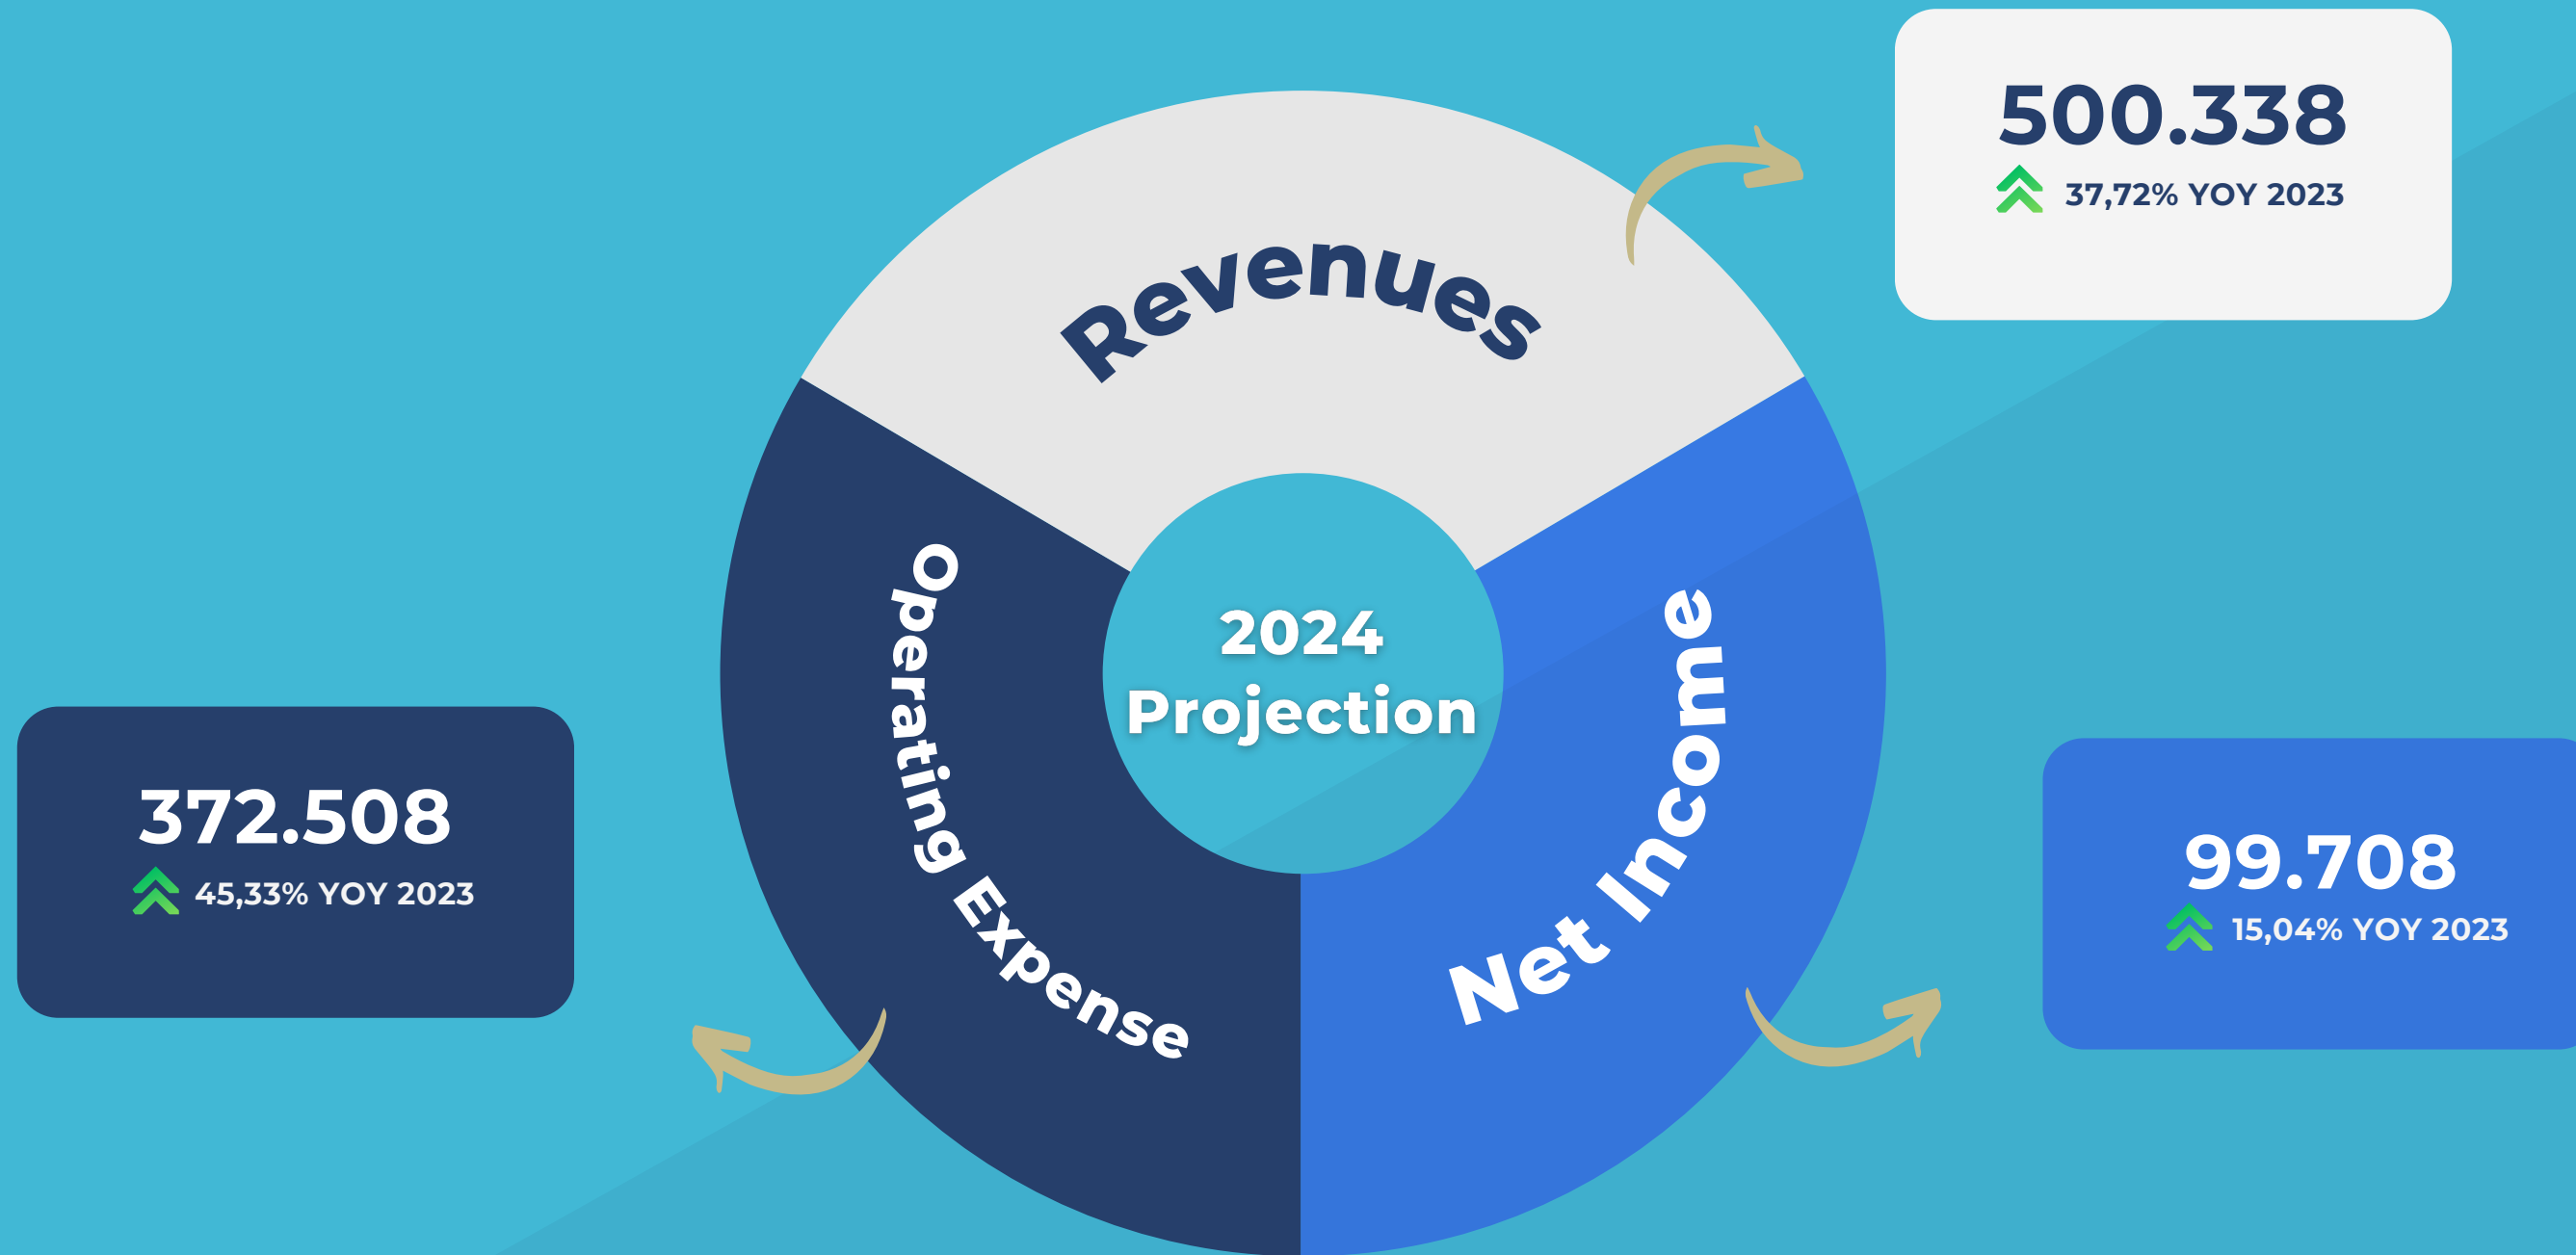 500.338
37,72% YOY 2023
Revenues
2024
Projection
Operating Expense
Net Income
372.508
45,33% YOY 2023
99.708
15,04% YOY 2023